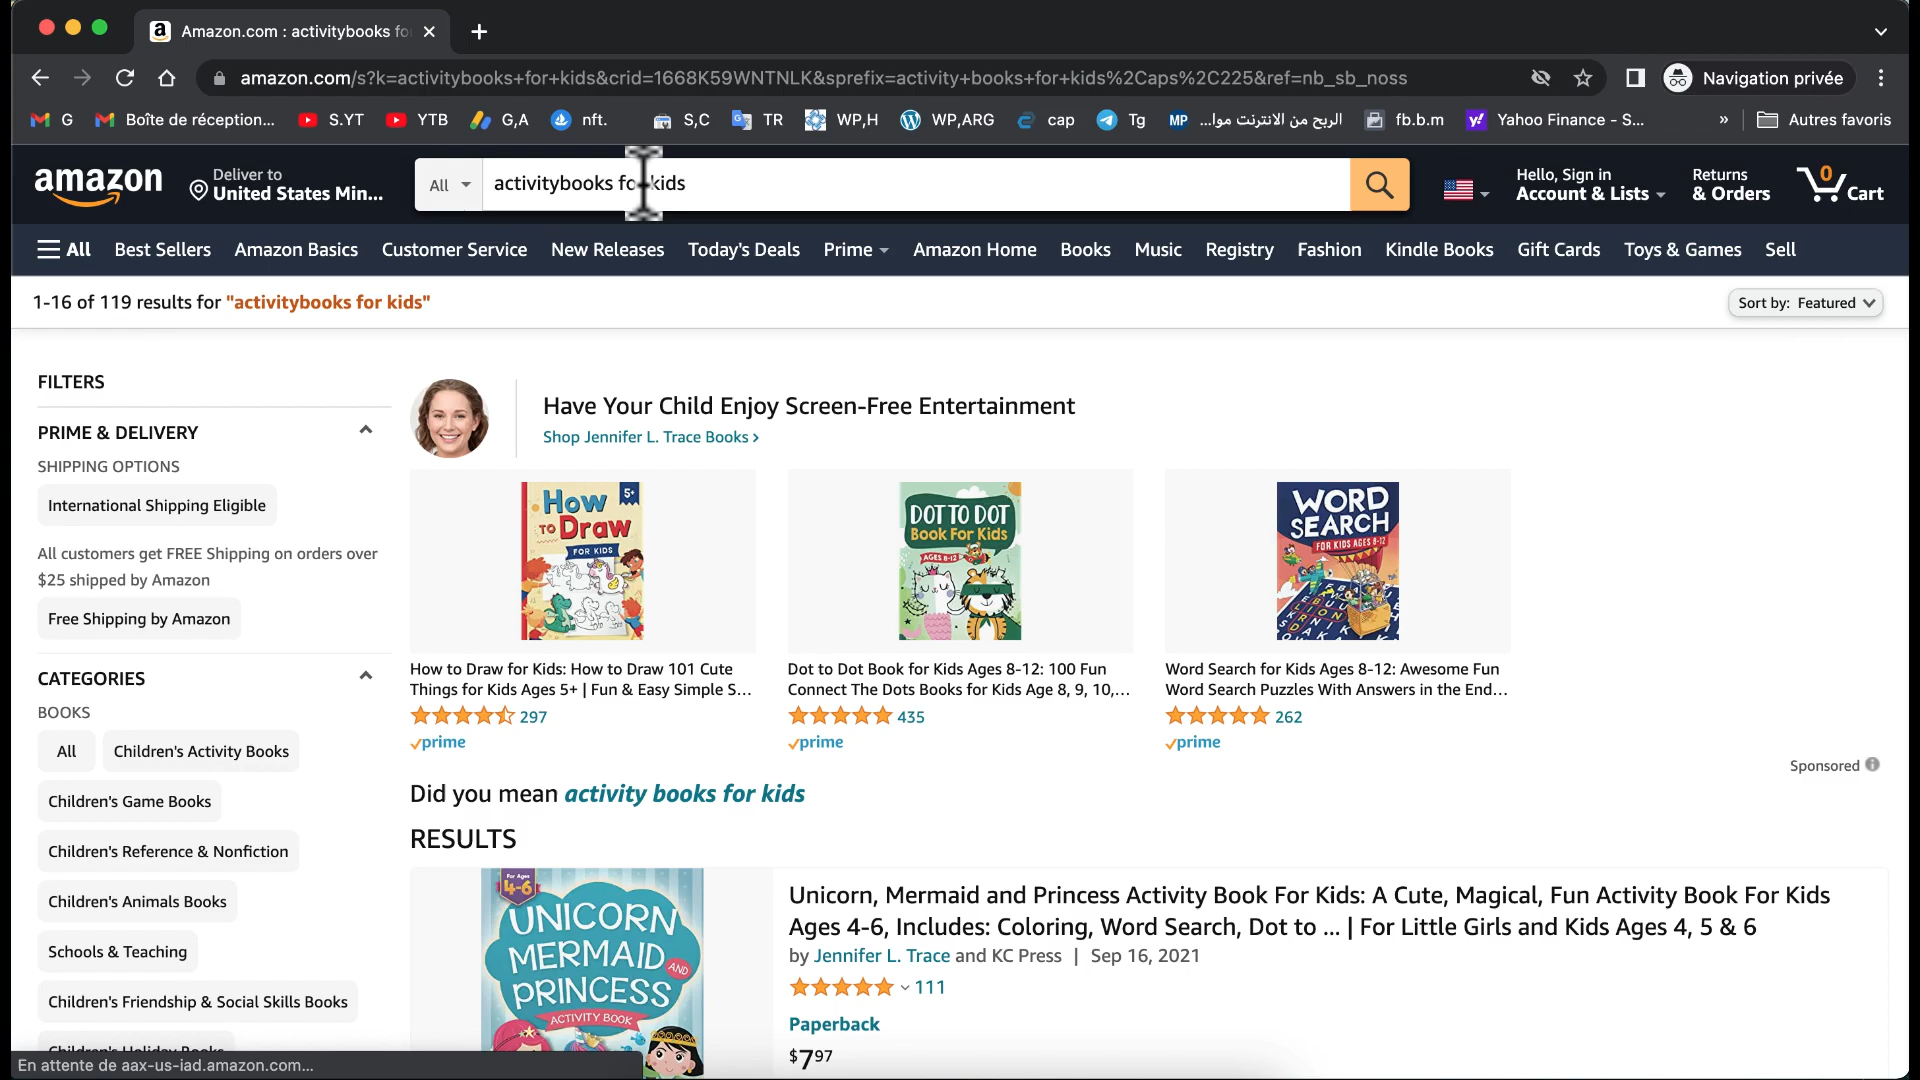 Amazon.com : activitybooks fo
amazon.com/s?k=activitybooks+for+kids&crid=1668K59WNTNLK&sprefix=activity+books+for+kids%2Caps%2C225&ref=nb_sb_noss
Navigation privée
G
Boîte de réception...
S.YT
YTB
G,A
nft.
S,C
TR
WP,H
WP,ARG
cap
Tg
MP
الربح من الانترنت موا...
fb.b.m
Yahoo Finance - S...
»
Autres favoris
amazon
Deliver to
United States Min...
All
activitybooks for kids
Hello, Sign in
Account & Lists
Returns
& Orders
0
Cart
All
Best Sellers
Amazon Basics
Customer Service
New Releases
Today's Deals
Prime
Amazon Home
Books
Music
Registry
Fashion
Kindle Books
Gift Cards
Toys & Games
Sell
1-16 of 119 results for "activitybooks for kids"
Sort by: Featured
FILTERS
PRIME & DELIVERY
SHIPPING OPTIONS
International Shipping Eligible
All customers get FREE Shipping on orders over
$25 shipped by Amazon
Free Shipping by Amazon
CATEGORIES
BOOKS
All
Children's Activity Books
Children's Game Books
Children's Reference & Nonfiction
Children's Animals Books
Schools & Teaching
Children's Friendship & Social Skills Books
Children's Holiday Books
Have Your Child Enjoy Screen-Free Entertainment
Shop Jennifer L. Trace Books ›
How
5+
TO Draw
FOR KIDS
DOT TO DOT
Book For Kids
AGES 8-12
WORD
SEARCH
FOR KIDS AGES 8-12
How to Draw for Kids: How to Draw 101 Cute
Things for Kids Ages 5+ | Fun & Easy Simple S...
297
prime
Dot to Dot Book for Kids Ages 8-12: 100 Fun
Connect The Dots Books for Kids Age 8, 9, 10,...
435
prime
Word Search for Kids Ages 8-12: Awesome Fun
Word Search Puzzles With Answers in the End...
262
prime
Sponsored
Did you mean activity books for kids
RESULTS
For Ages
4-6
UNICORN
MERMAID
AND
PRINCESS
ACTIVITY BOOK
Unicorn, Mermaid and Princess Activity Book For Kids: A Cute, Magical, Fun Activity Book For Kids
Ages 4-6, Includes: Coloring, Word Search, Dot to ... | For Little Girls and Kids Ages 4, 5 & 6
by Jennifer L. Trace and KC Press | Sep 16, 2021
111
Paperback
$7⁹⁷
En attente de aax-us-iad.amazon.com...